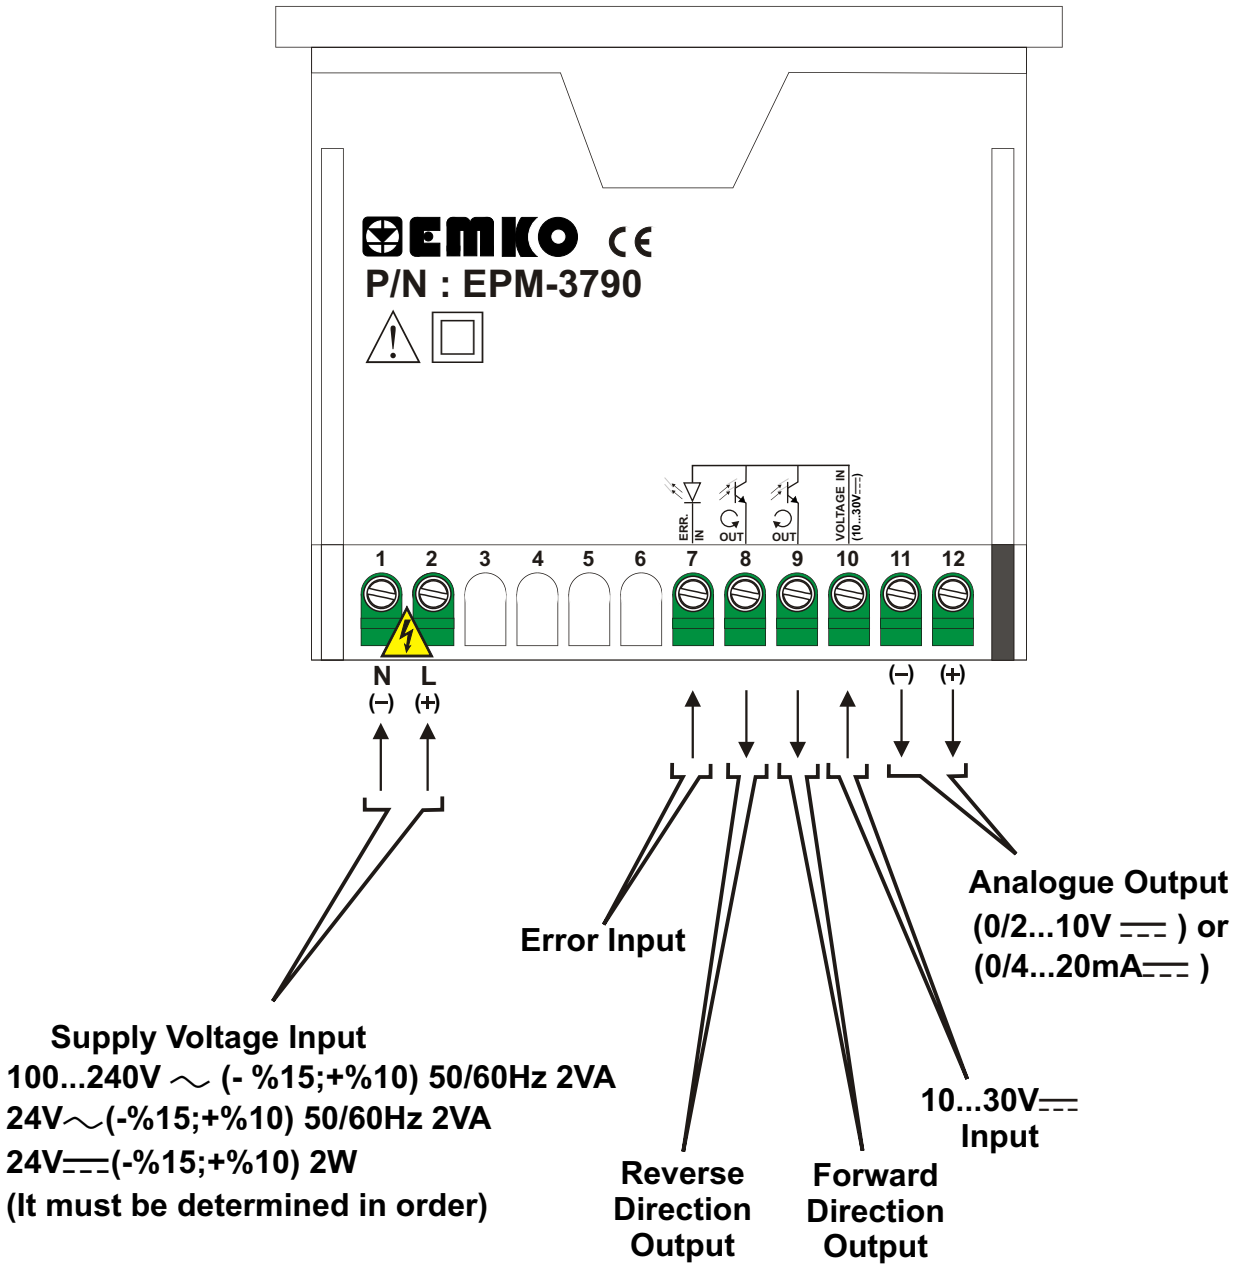 EMKO CE
P/N : EPM-3790
!
ERR.
IN
OUT
OUT
VOLTAGE IN
(10...30V⎓)
1 2 3 4 5 6 7 8 9 10 11 12
N L
(–) (+)
(–) (+)
Analogue Output
(0/2...10V ⎓ ) or
(0/4...20mA⎓ )
Error Input
Supply Voltage Input
100...240V ~ (- %15;+%10) 50/60Hz 2VA
24V~(-%15;+%10) 50/60Hz 2VA
24V⎓(-%15;+%10) 2W
(It must be determined in order)
10...30V⎓
Input
Reverse
Direction
Output
Forward
Direction
Output